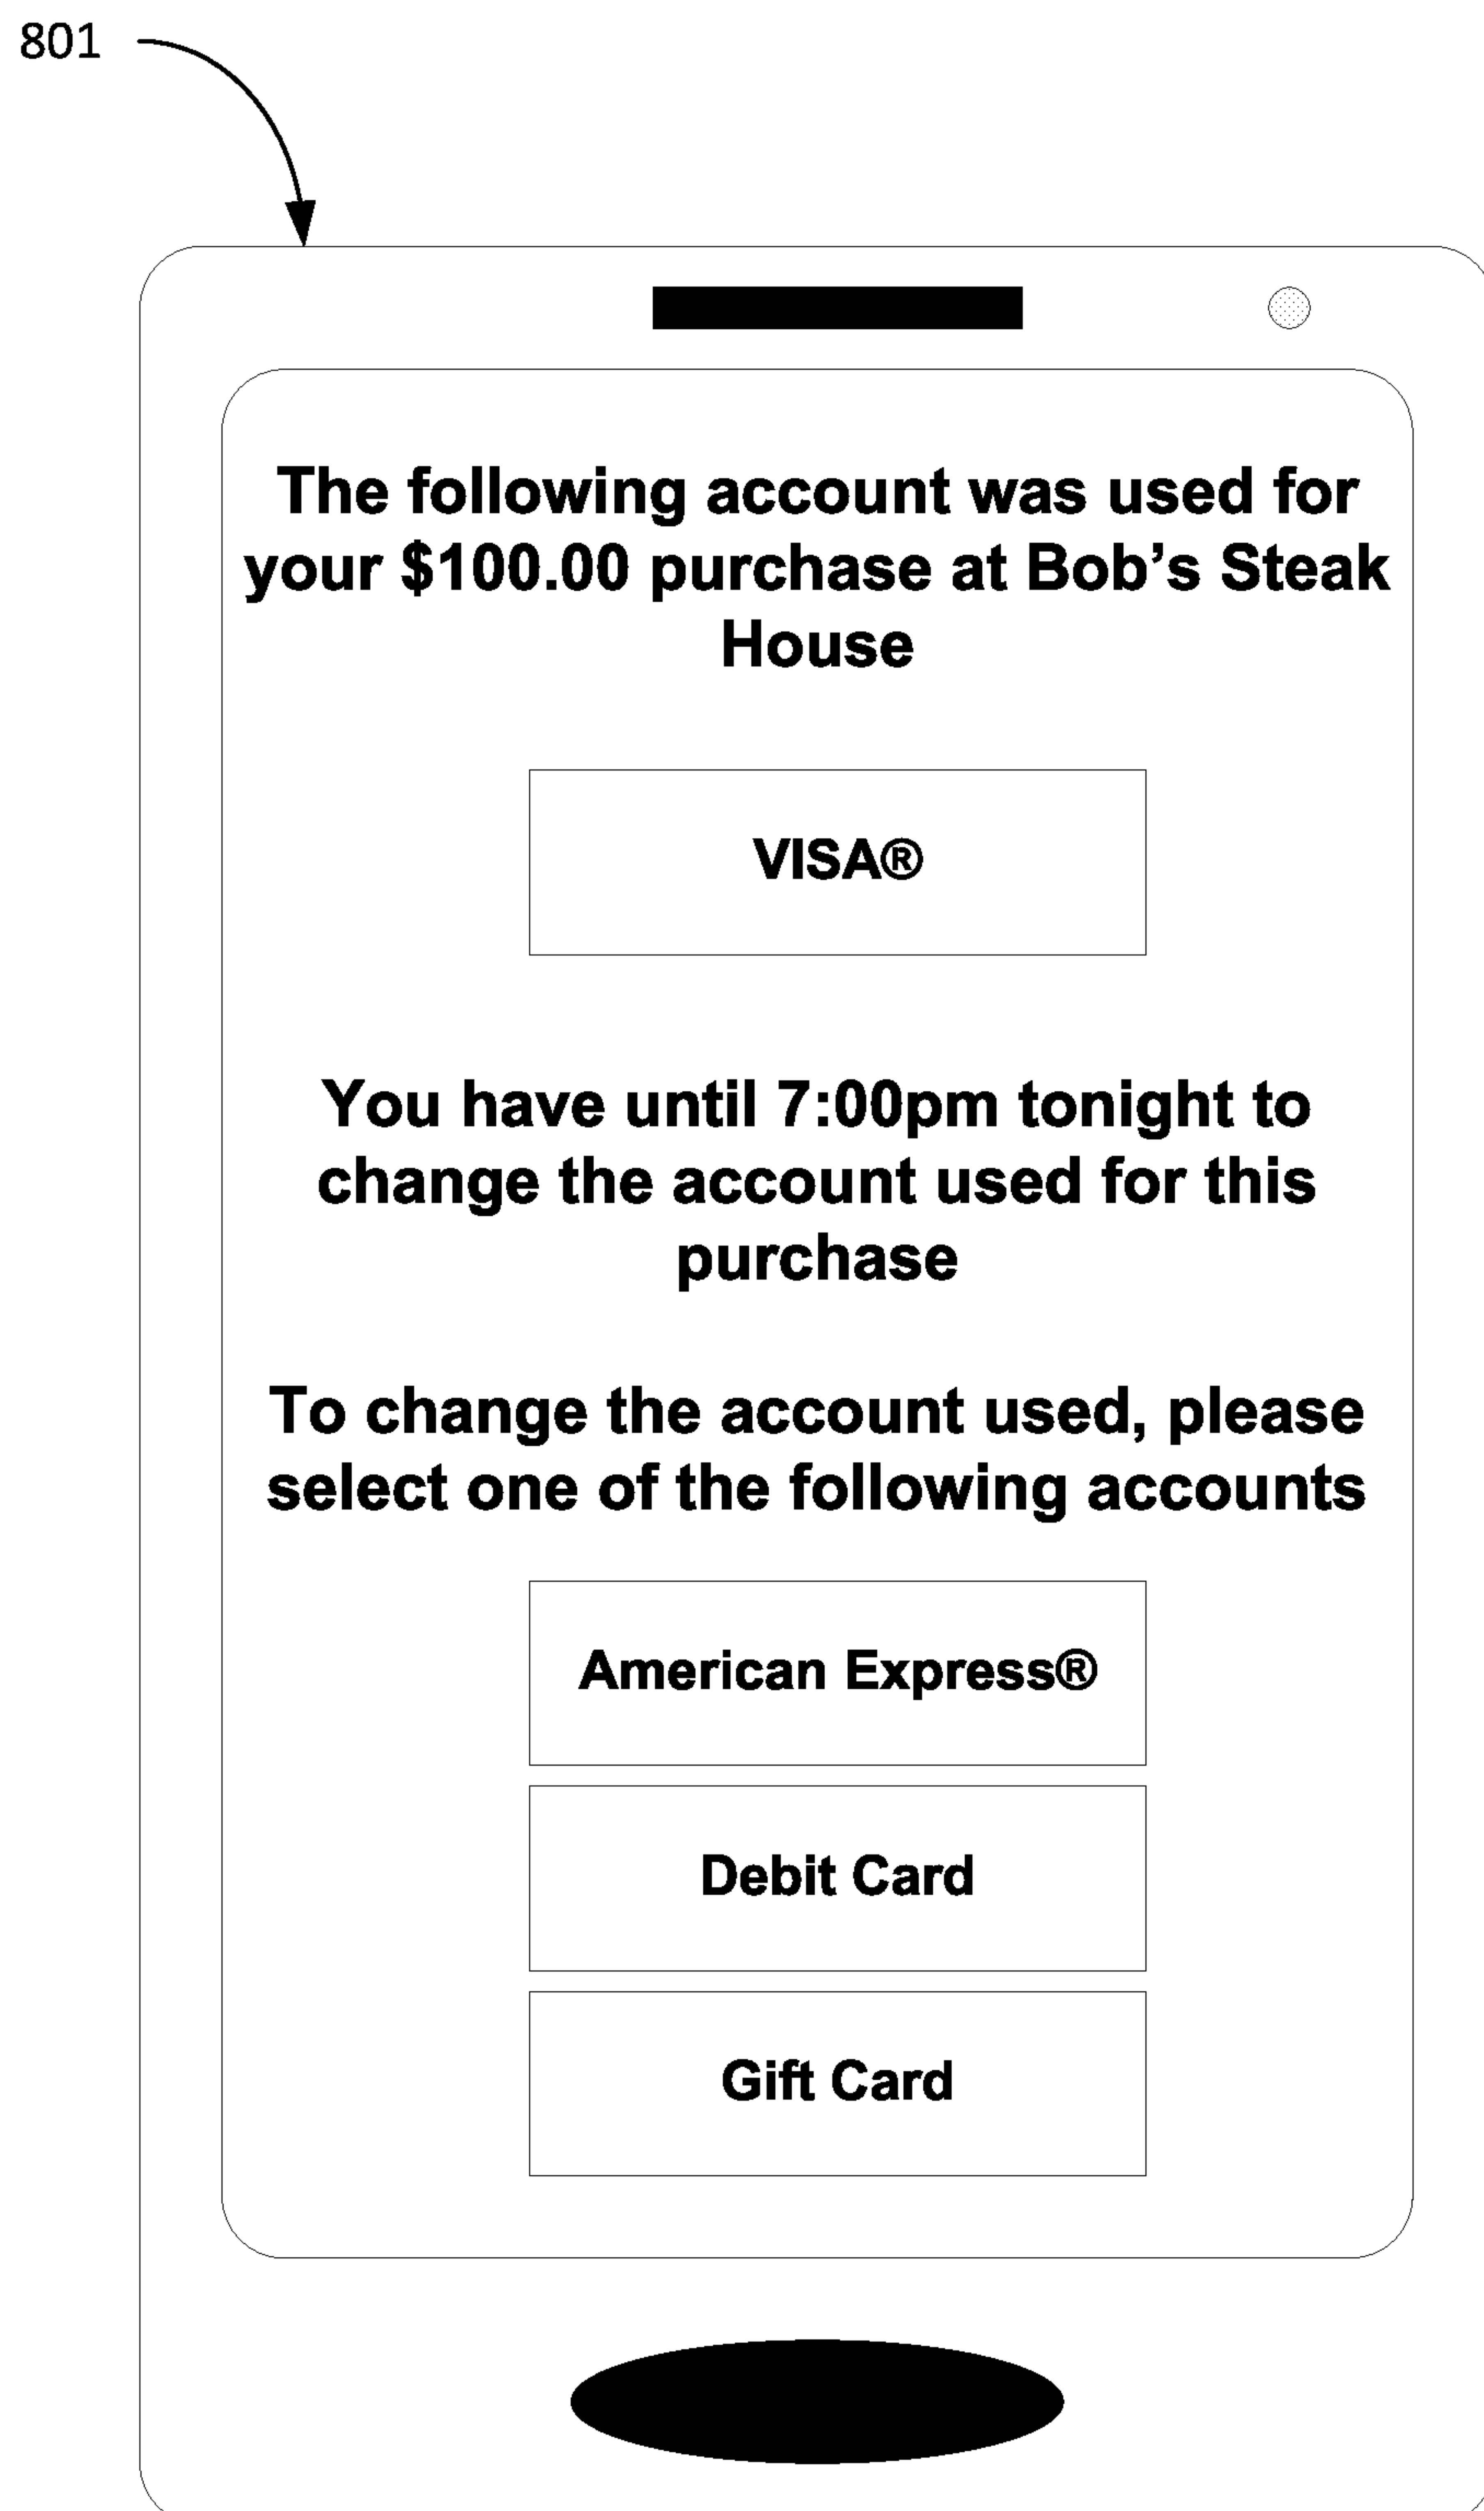 801
The following account was used for
your $100.00 purchase at Bob’s Steak
House
VISA®
You have until 7:00pm tonight to
change the account used for this
purchase
To change the account used, please
select one of the following accounts
American Express®
Debit Card
Gift Card